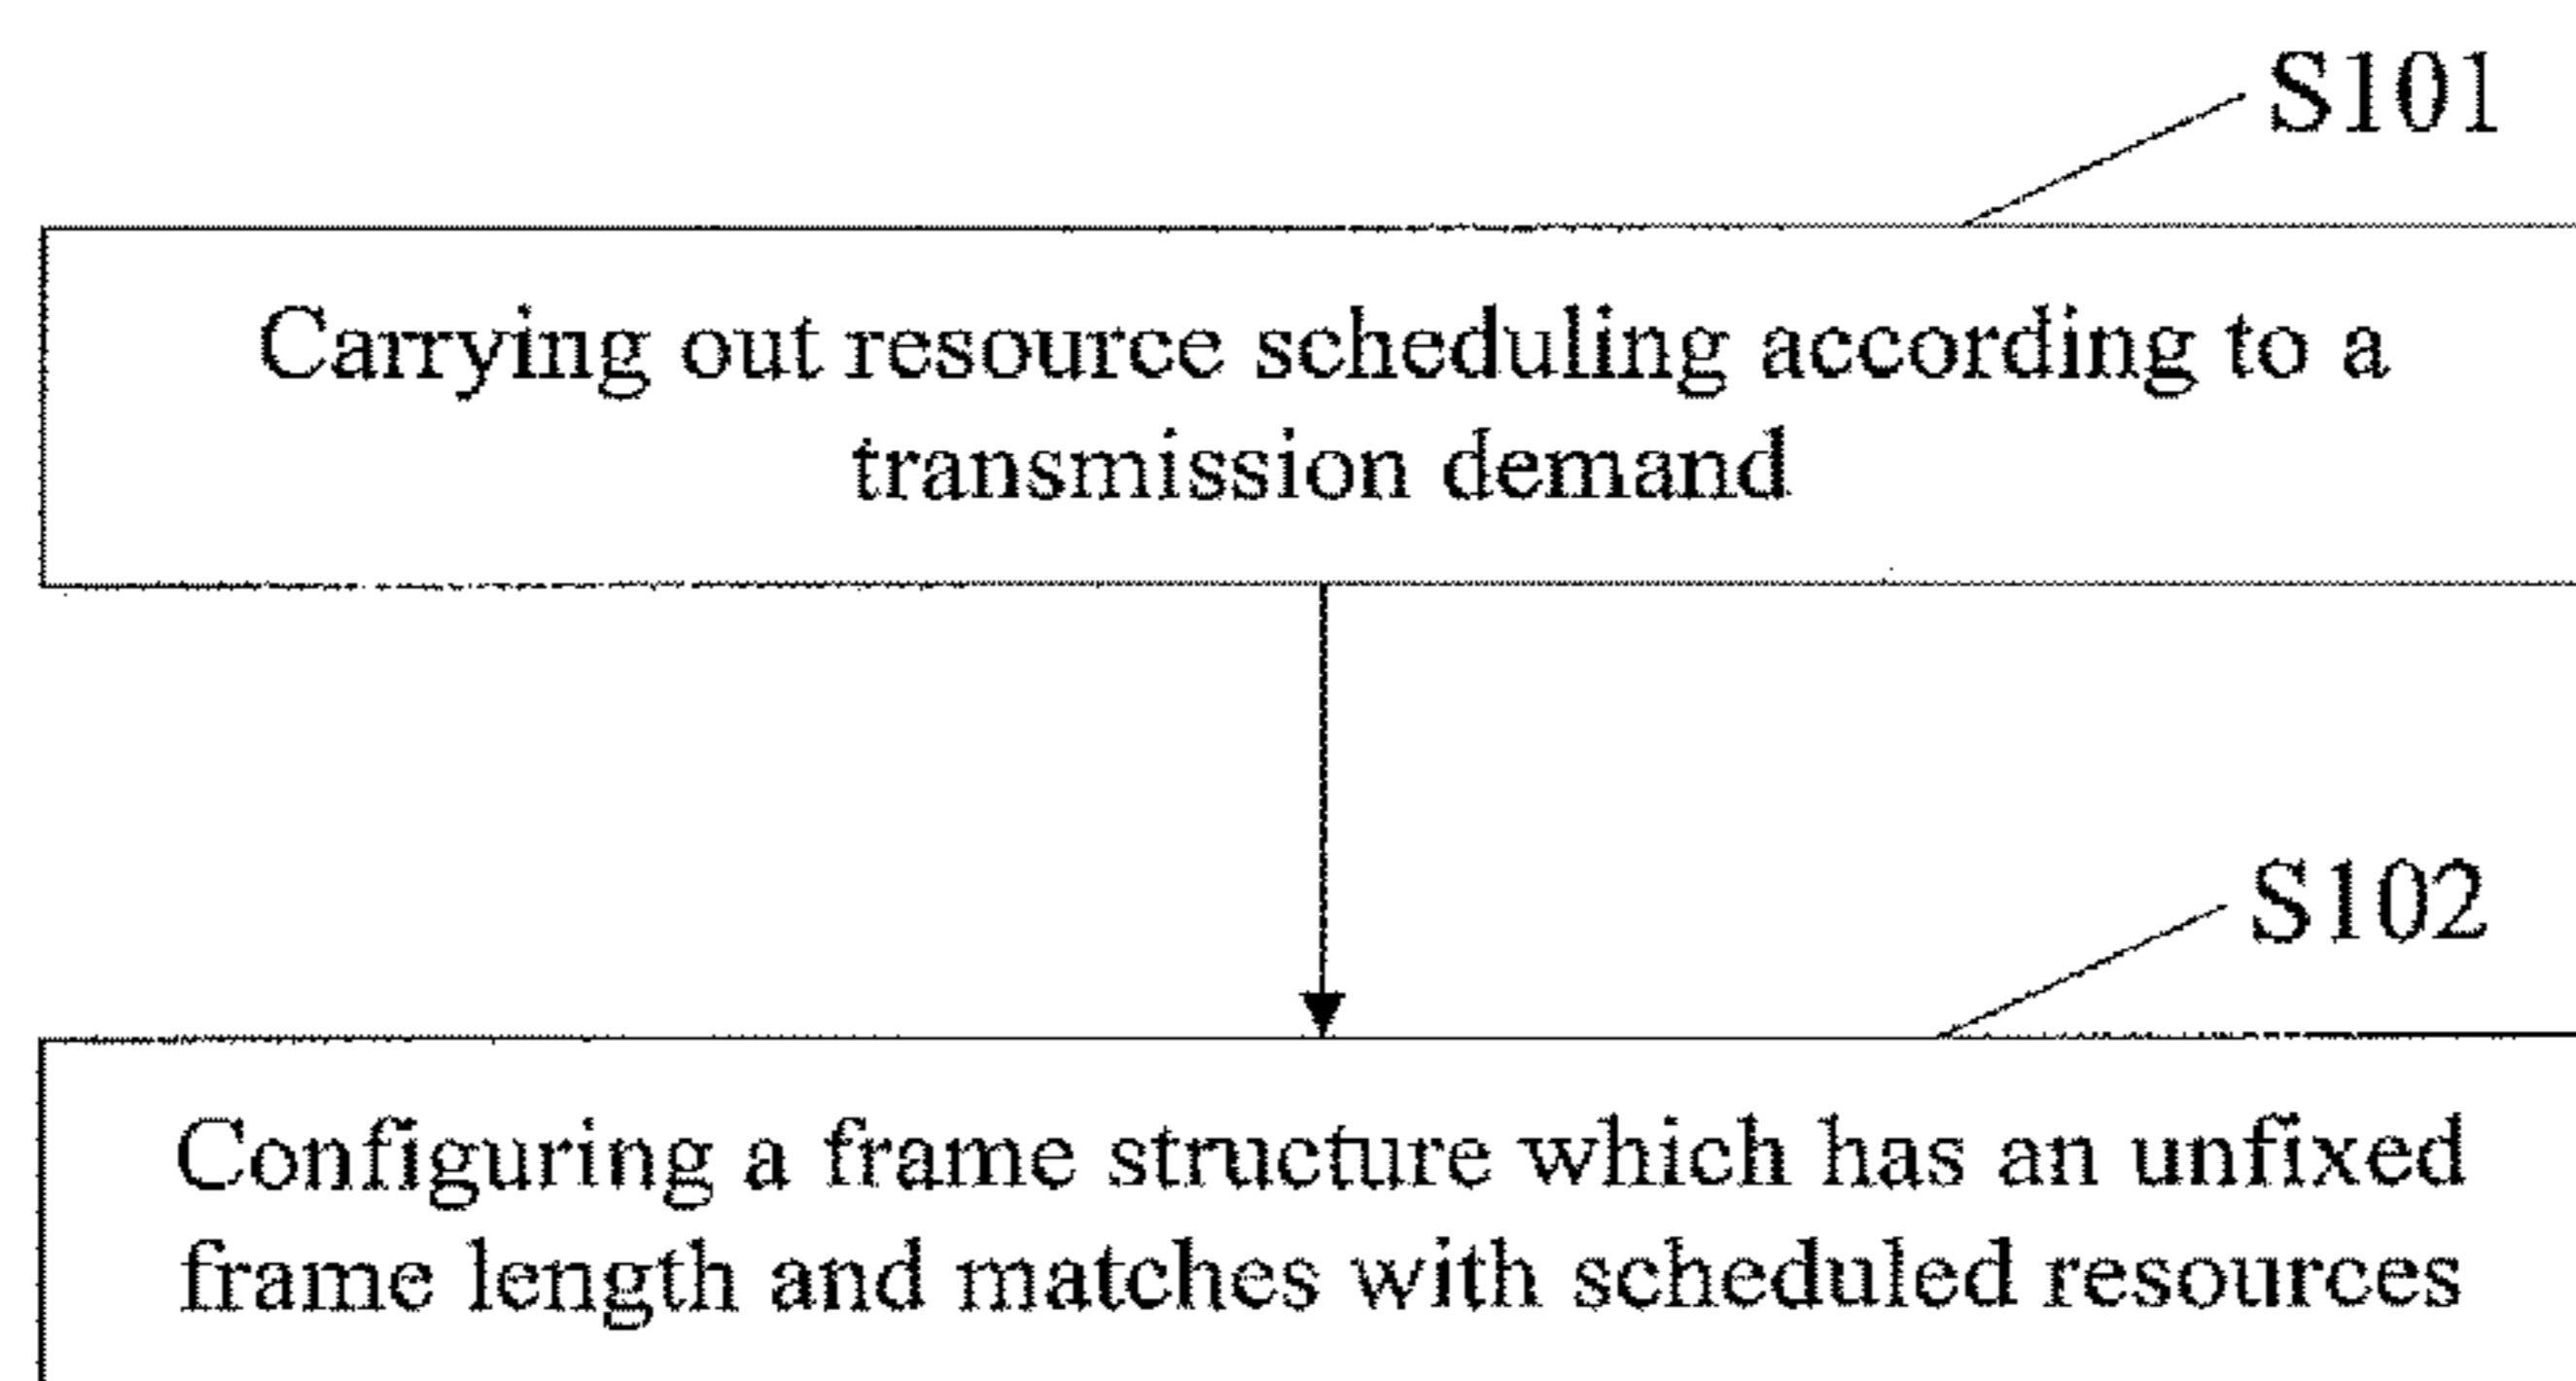 S101
Carrying out resource scheduling according to a
transmission demand
S102
Configuring a frame structure which has an unfixed
frame length and matches with scheduled resources